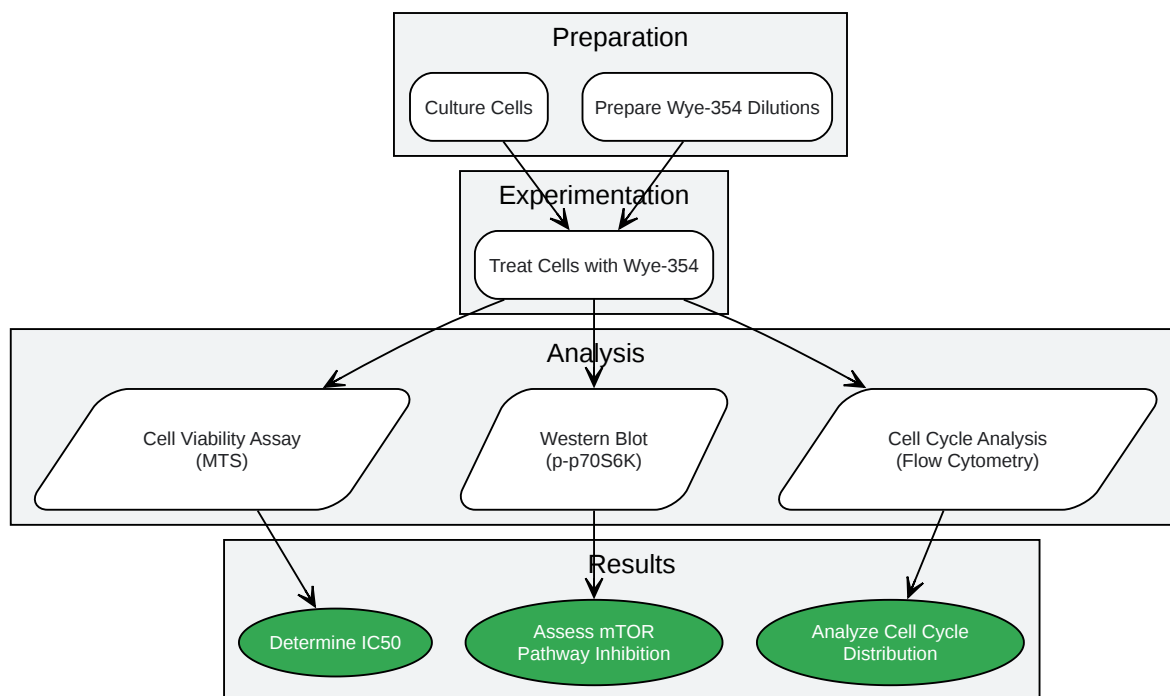 Preparation
Culture Cells
Prepare Wye-354 Dilutions
Experimentation
Treat Cells with Wye-354
Analysis
Cell Viability Assay
(MTS)
Western Blot
(p-p70S6K)
Cell Cycle Analysis
(Flow Cytometry)
Results
Determine IC50
Assess mTOR
Pathway Inhibition
Analyze Cell Cycle
Distribution